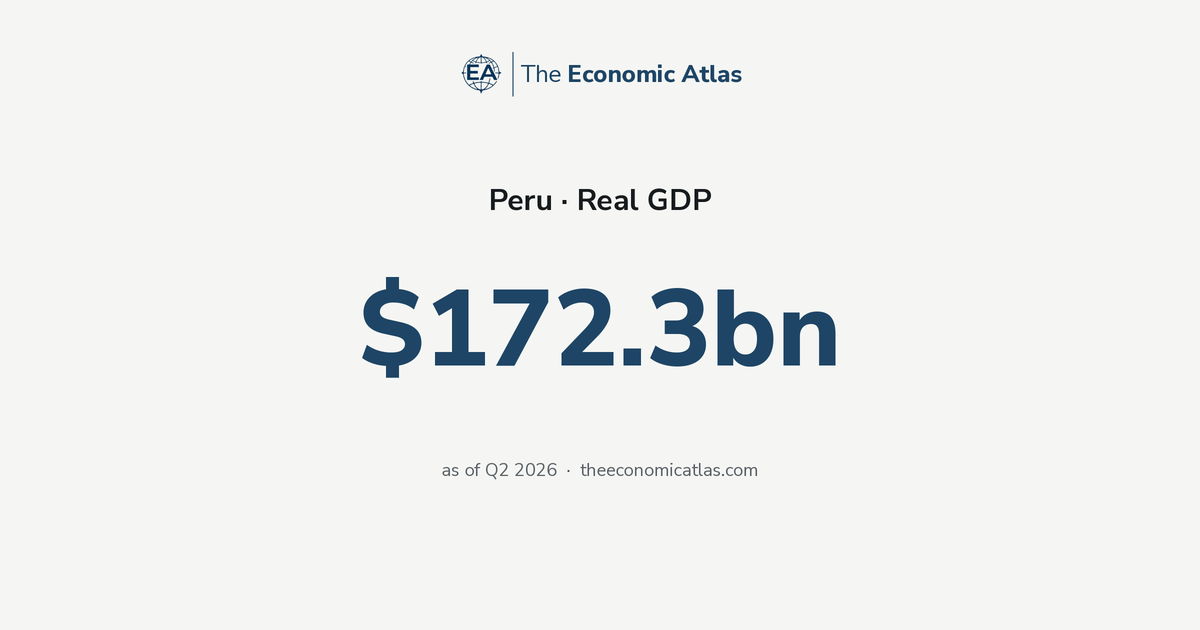 EA The Economic Atlas
Peru · Real GDP
$172.3bn
as of Q2 2026 · theeconomicatlas.com